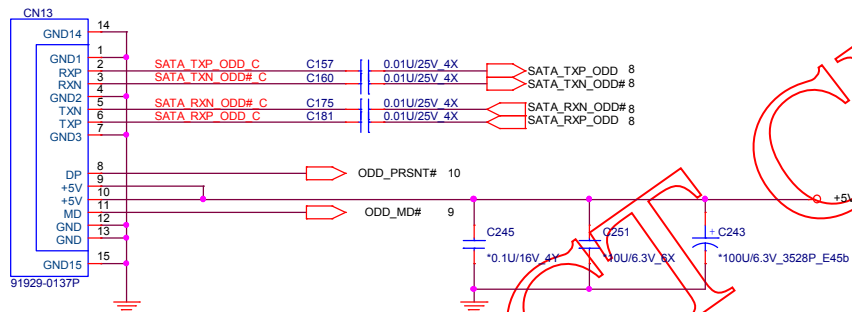 CN13
GND14 14
GND1 1
RXP 2 SATA_TXP_ODD_C C157 0.01U/25V_4X SATA_TXP_ODD 8
RXN 3 SATA_TXN_ODD#_C C160 0.01U/25V_4X SATA_TXN_ODD# 8
GND2 4
TXN 5 SATA_RXN_ODD#_C C175 0.01U/25V_4X SATA_RXN_ODD# 8
TXP 6 SATA_RXP_ODD_C C181 0.01U/25V_4X SATA_RXP_ODD 8
GND3 7
DP 8 ODD_PRSNT# 10
+5V 9
+5V 10 +5V
MD 11 ODD_MD# 9
GND 12
GND 13
C245 C251 + C243
*0.1U/16V_4Y *10U/6.3V_6X *100U/6.3V_3528P_E45b
GND15 15
91929-0137P